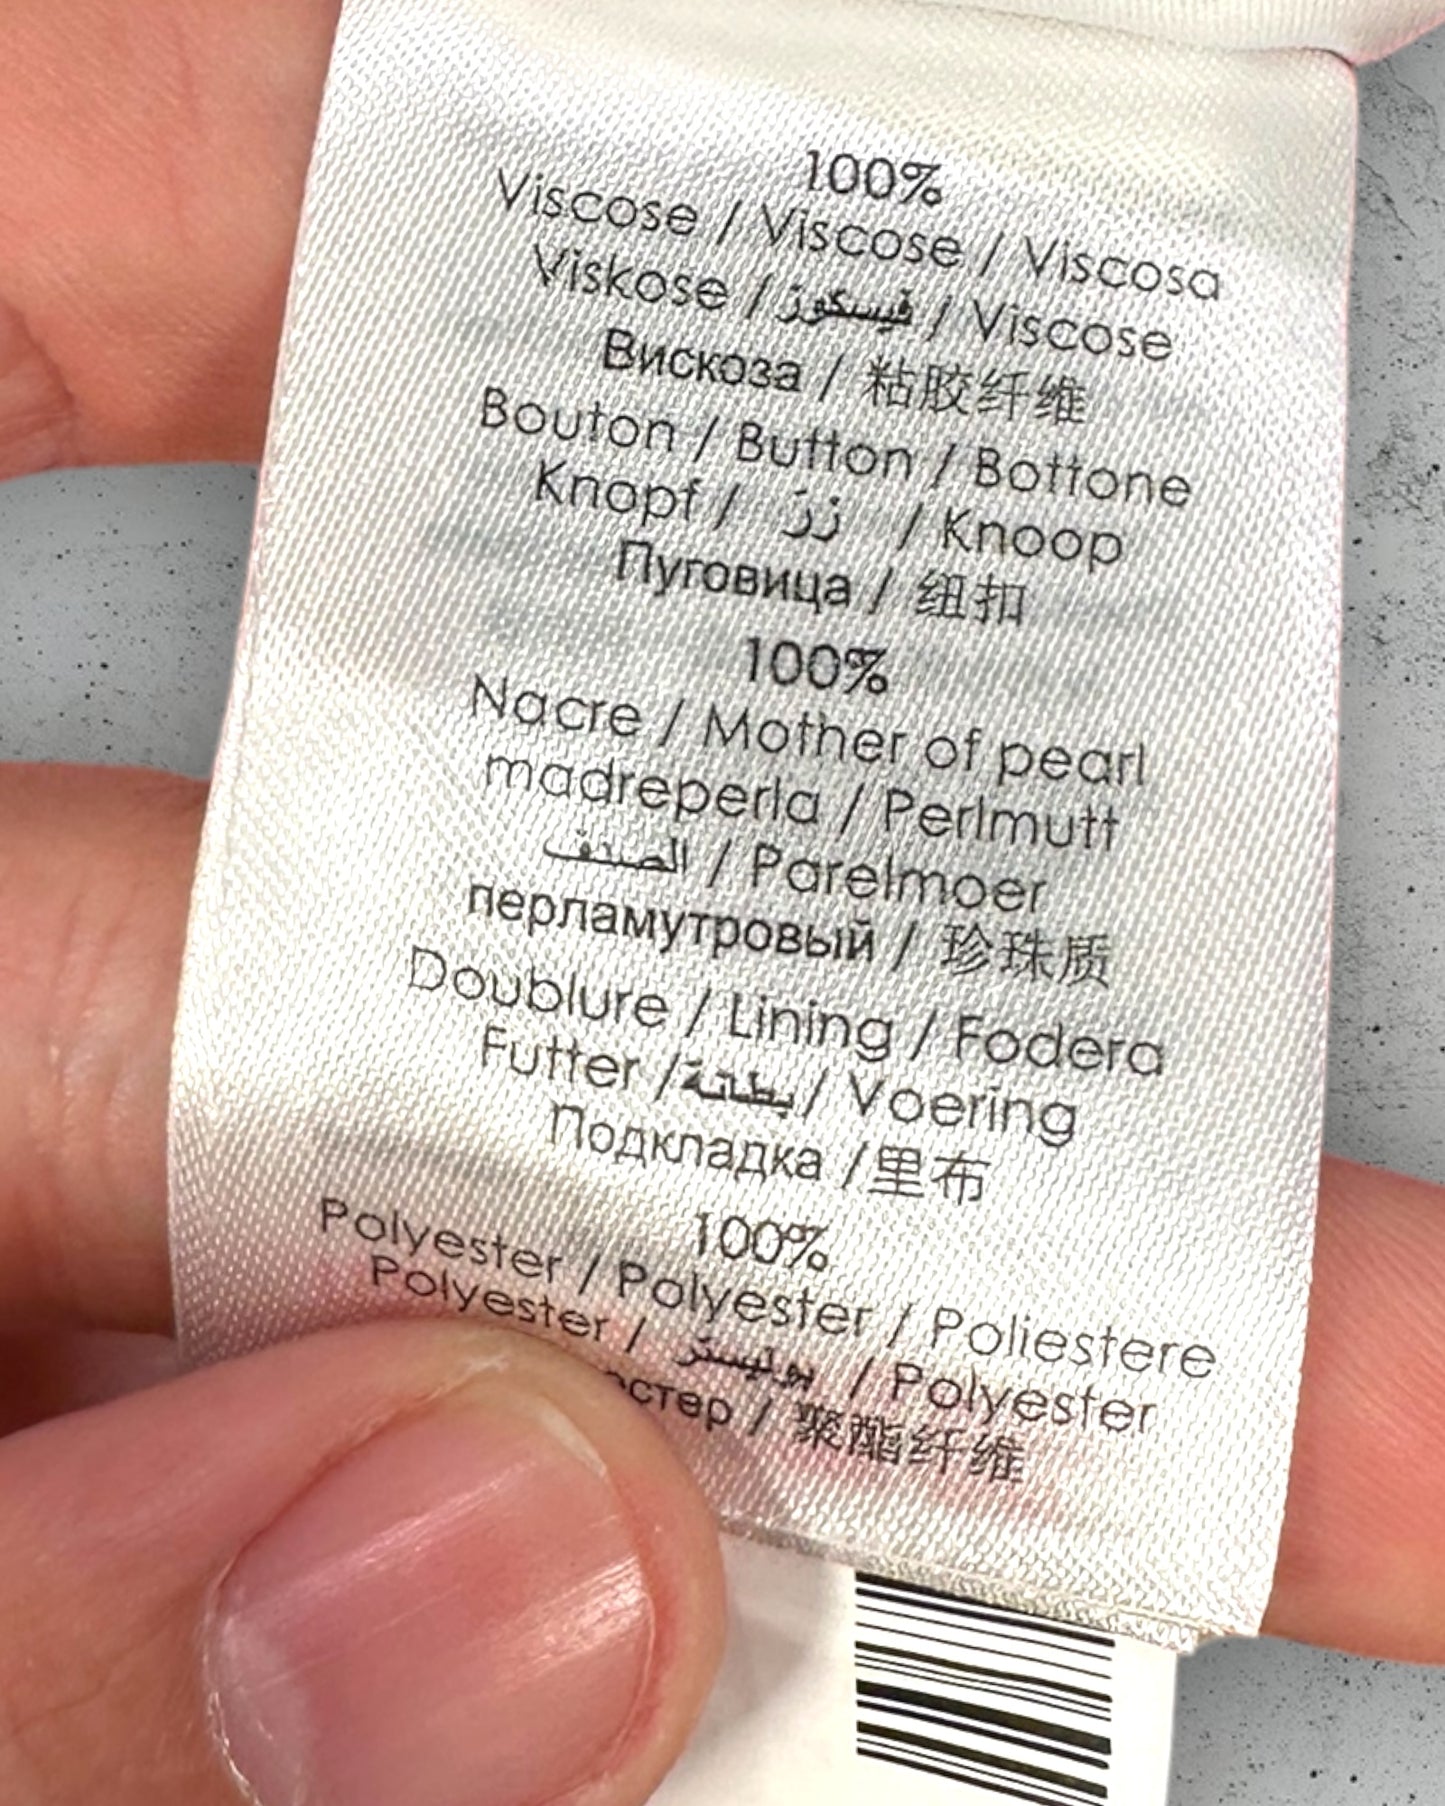 100%
Viscose / Viscose / Viscosa
Viskose / ڤيسكوز / Viscose
Вискоза / 粘胶纤维
Bouton / Button / Bottone
Knopf / زرّ / Knoop
Пуговица / 纽扣
100%
Nacre / Mother of pearl
madreperla / Perlmutt
الصدف / Parelmoer
перламутровый / 珍珠质
Doublure / Lining / Fodera
Futter / بطانة / Voering
Подкладка / 里布
100%
Polyester / Polyester / Poliestere
Polyester / بوليستر / Polyester
эстер / 聚酯纤维